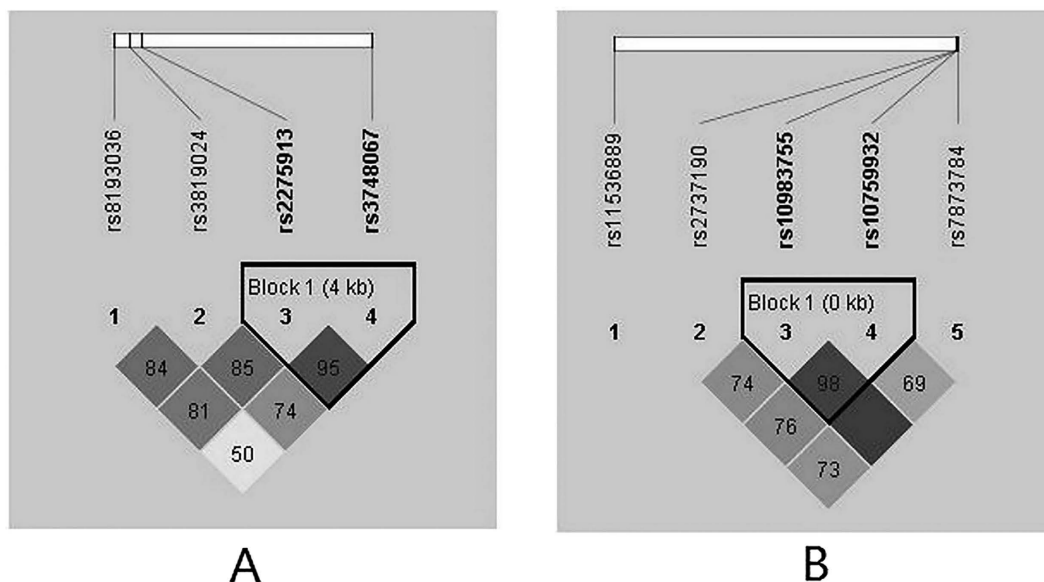 rs8193036
rs3819024
rs2275913
rs3748067
Block 1 (4 kb)
1 2 3 4
84 85 95
81 74
50
A
rs11536889
rs2737190
rs10983755
rs10759932
rs7873784
Block 1 (0 kb)
1 2 3 4 5
74 98 69
76
73
B